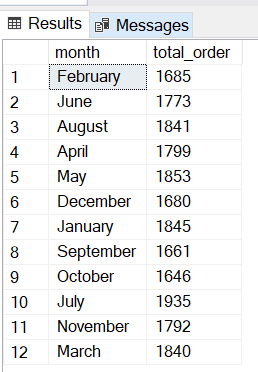 Results Messages
month total_order
1 February 1685
2 June 1773
3 August 1841
4 April 1799
5 May 1853
6 December 1680
7 January 1845
8 September 1661
9 October 1646
10 July 1935
11 November 1792
12 March 1840